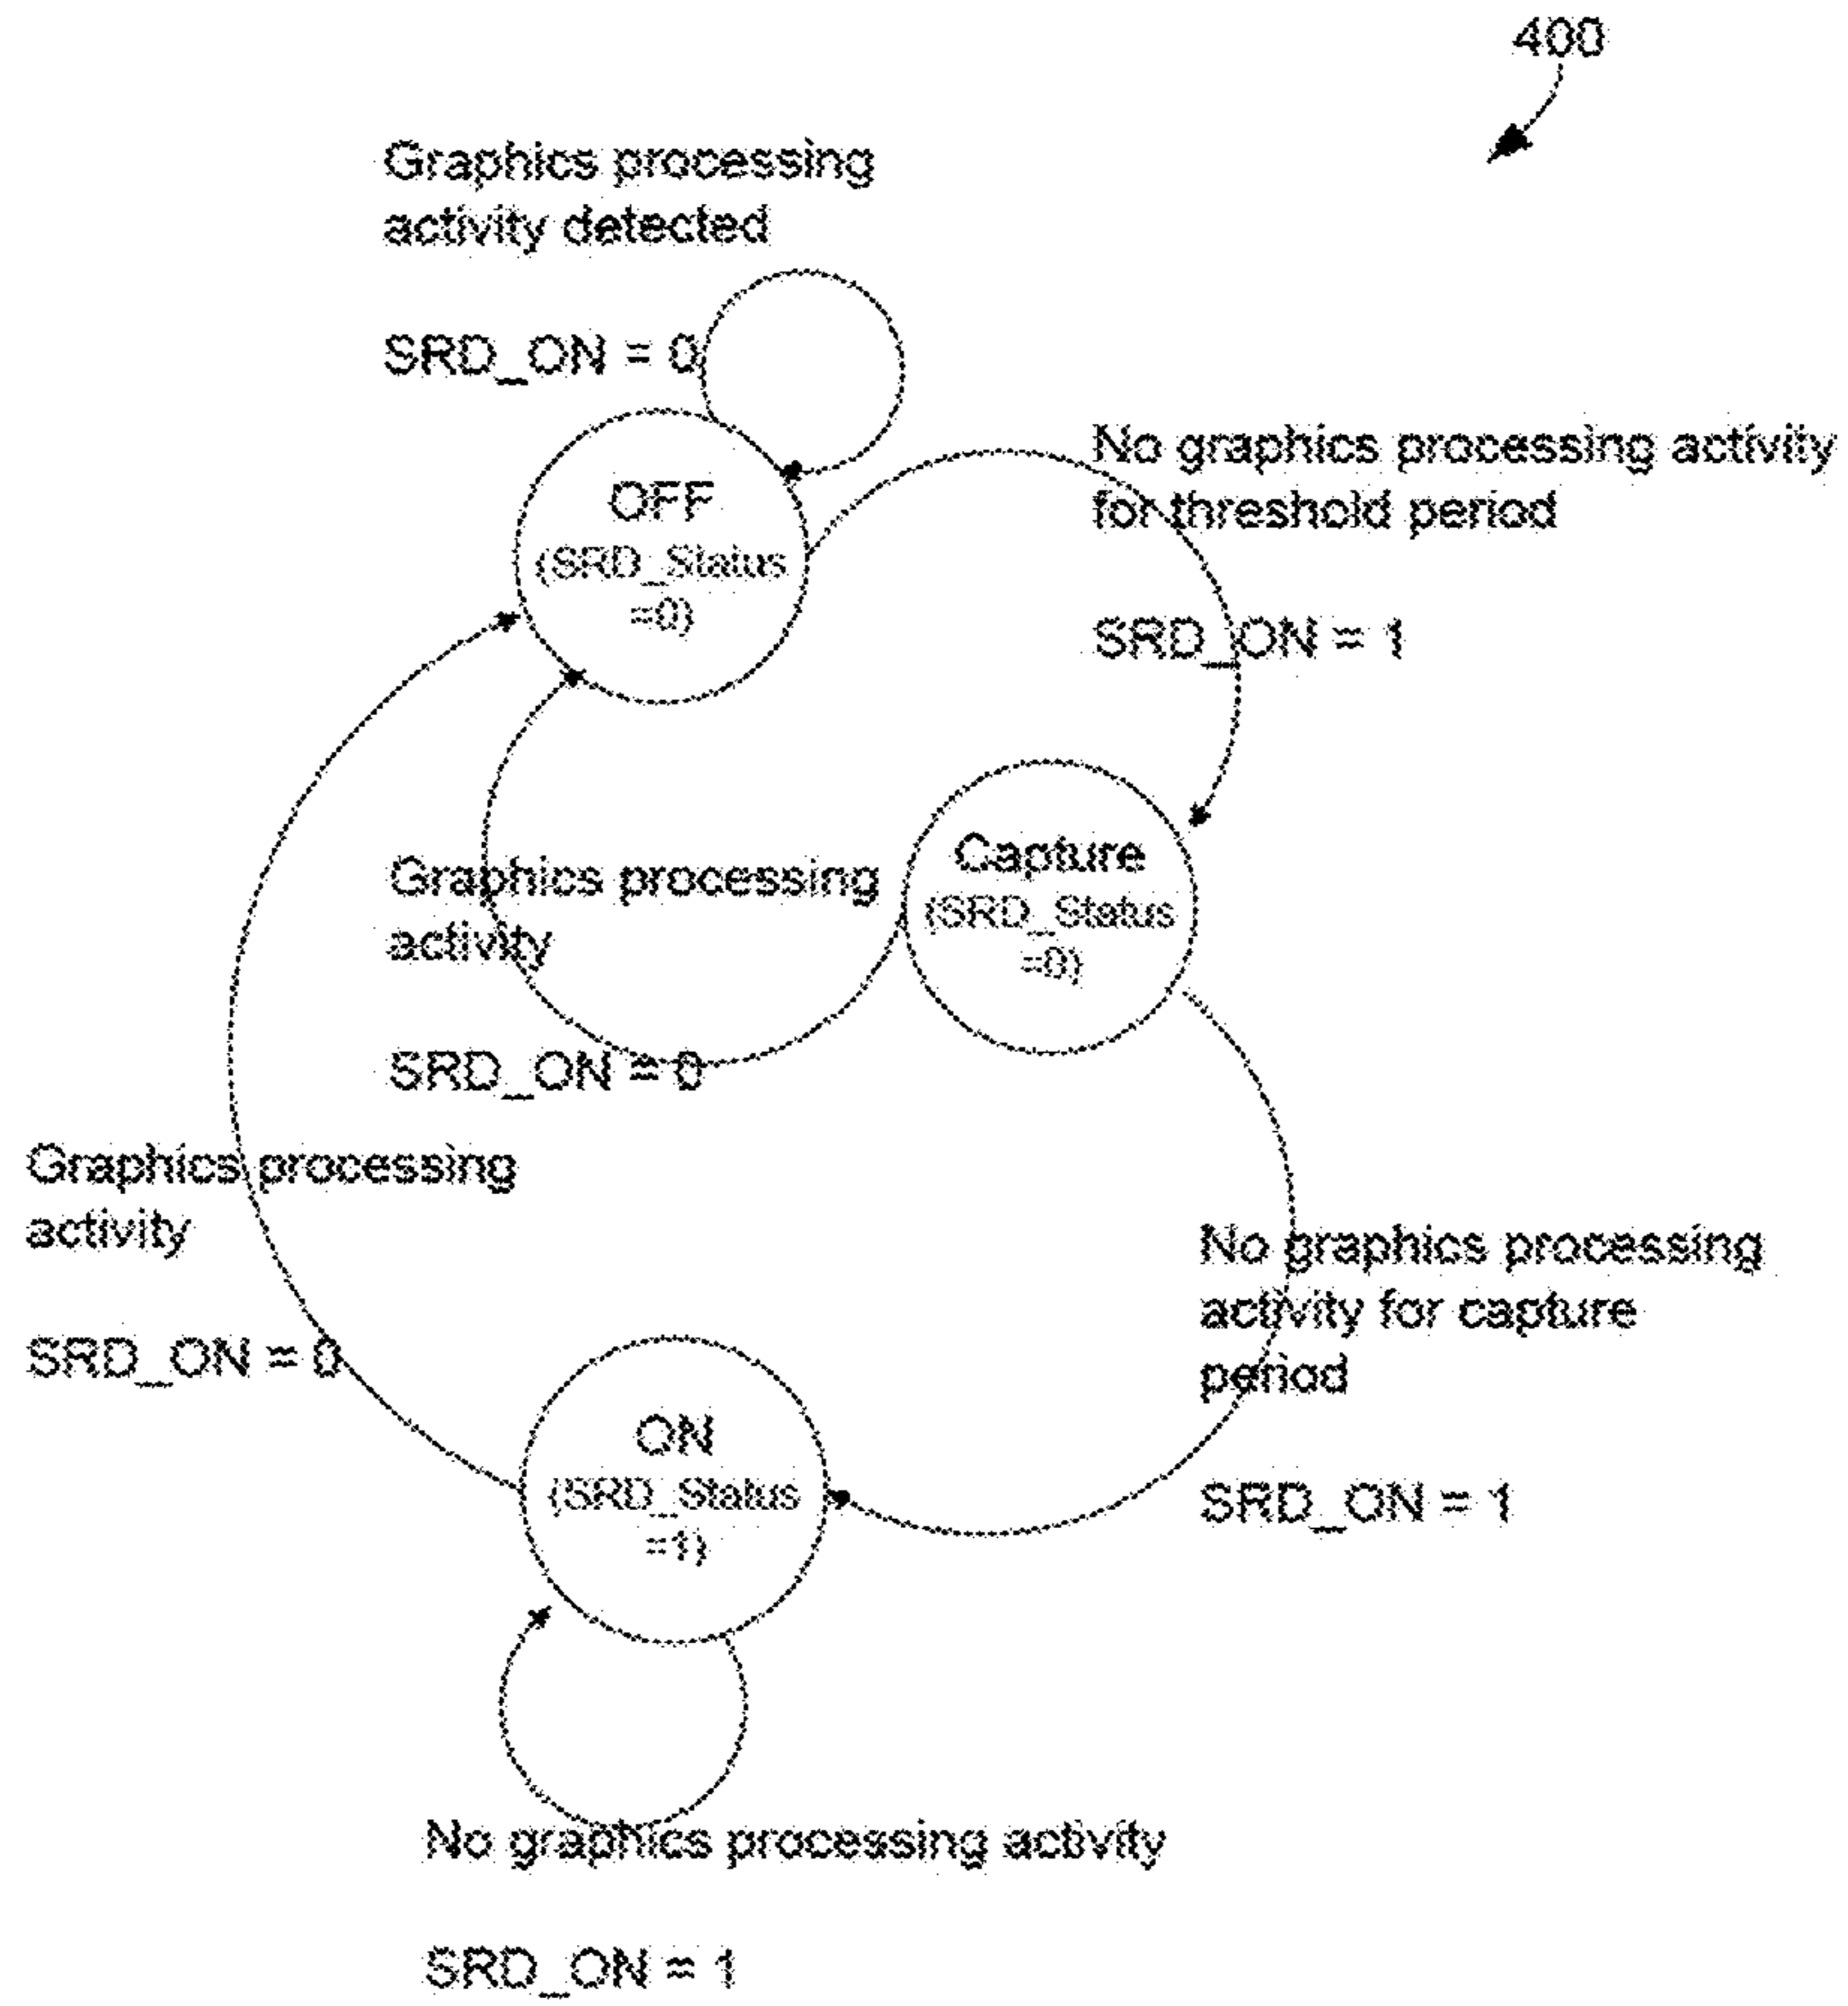 400
Graphics processing
activity detected
SRD_ON = 0
OFF
(SRD_Status
=0)
No graphics processing activity
for threshold period
SRD_ON = 1
Capture
(SRD_Status
=0)
Graphics processing
activity
SRD_ON = 0
Graphics processing
activity
SRD_ON = 0
No graphics processing
activity for capture
period
SRD_ON = 1
ON
(SRD_Status
=1)
No graphics processing activity
SRD_ON = 1